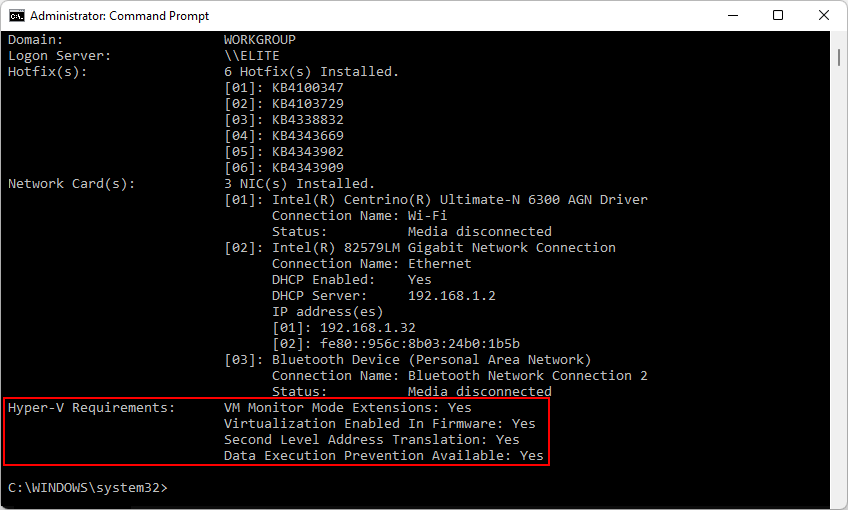 Administrator: Command Prompt
Domain: WORKGROUP
Logon Server: \\ELITE
Hotfix(s): 6 Hotfix(s) Installed.
[01]: KB4100347
[02]: KB4103729
[03]: KB4338832
[04]: KB4343669
[05]: KB4343902
[06]: KB4343909
Network Card(s): 3 NIC(s) Installed.
[01]: Intel(R) Centrino(R) Ultimate-N 6300 AGN Driver
Connection Name: Wi-Fi
Status: Media disconnected
[02]: Intel(R) 82579LM Gigabit Network Connection
Connection Name: Ethernet
DHCP Enabled: Yes
DHCP Server: 192.168.1.2
IP address(es)
[01]: 192.168.1.32
[02]: fe80::956c:8b03:24b0:1b5b
[03]: Bluetooth Device (Personal Area Network)
Connection Name: Bluetooth Network Connection 2
Status: Media disconnected
Hyper-V Requirements: VM Monitor Mode Extensions: Yes
Virtualization Enabled In Firmware: Yes
Second Level Address Translation: Yes
Data Execution Prevention Available: Yes
C:\WINDOWS\system32>